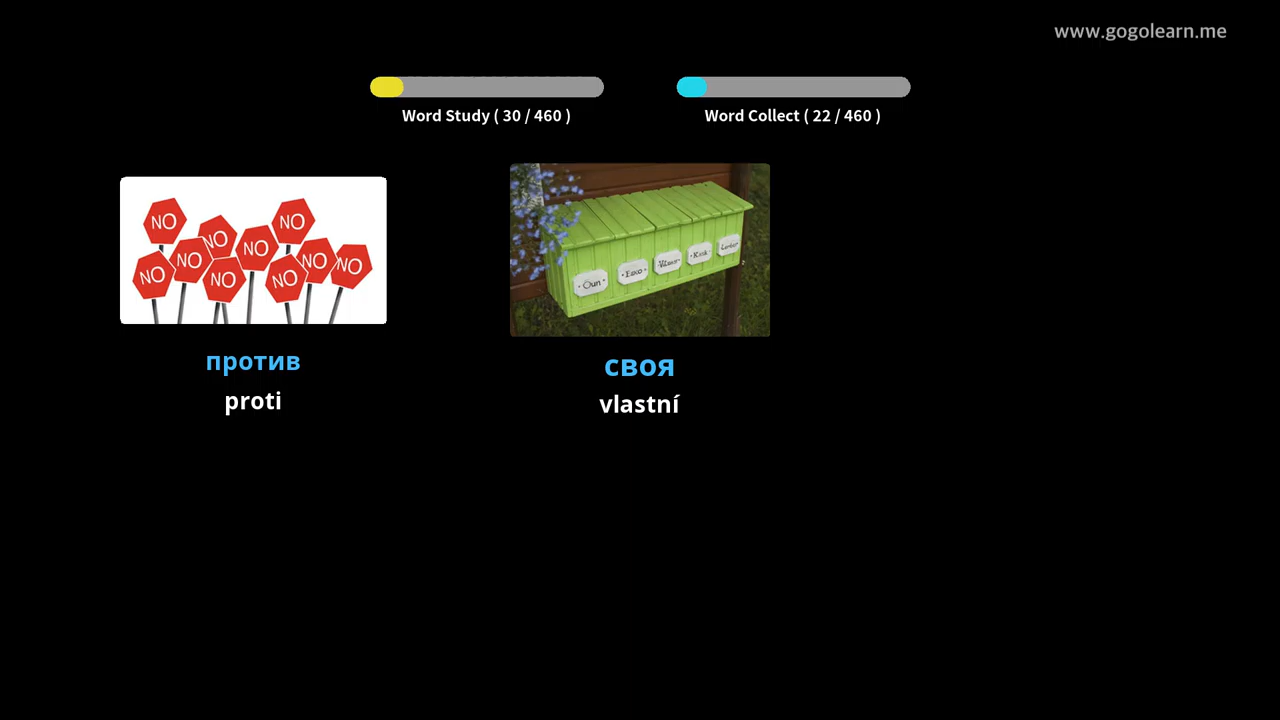 www.gogolearn.me
Word Study ( 30 / 460 )
Word Collect ( 22 / 460 )
NO
NO
NO
NO
NO
NO
NO
NO
NO
NO
Oun
против
proti
своя
vlastní